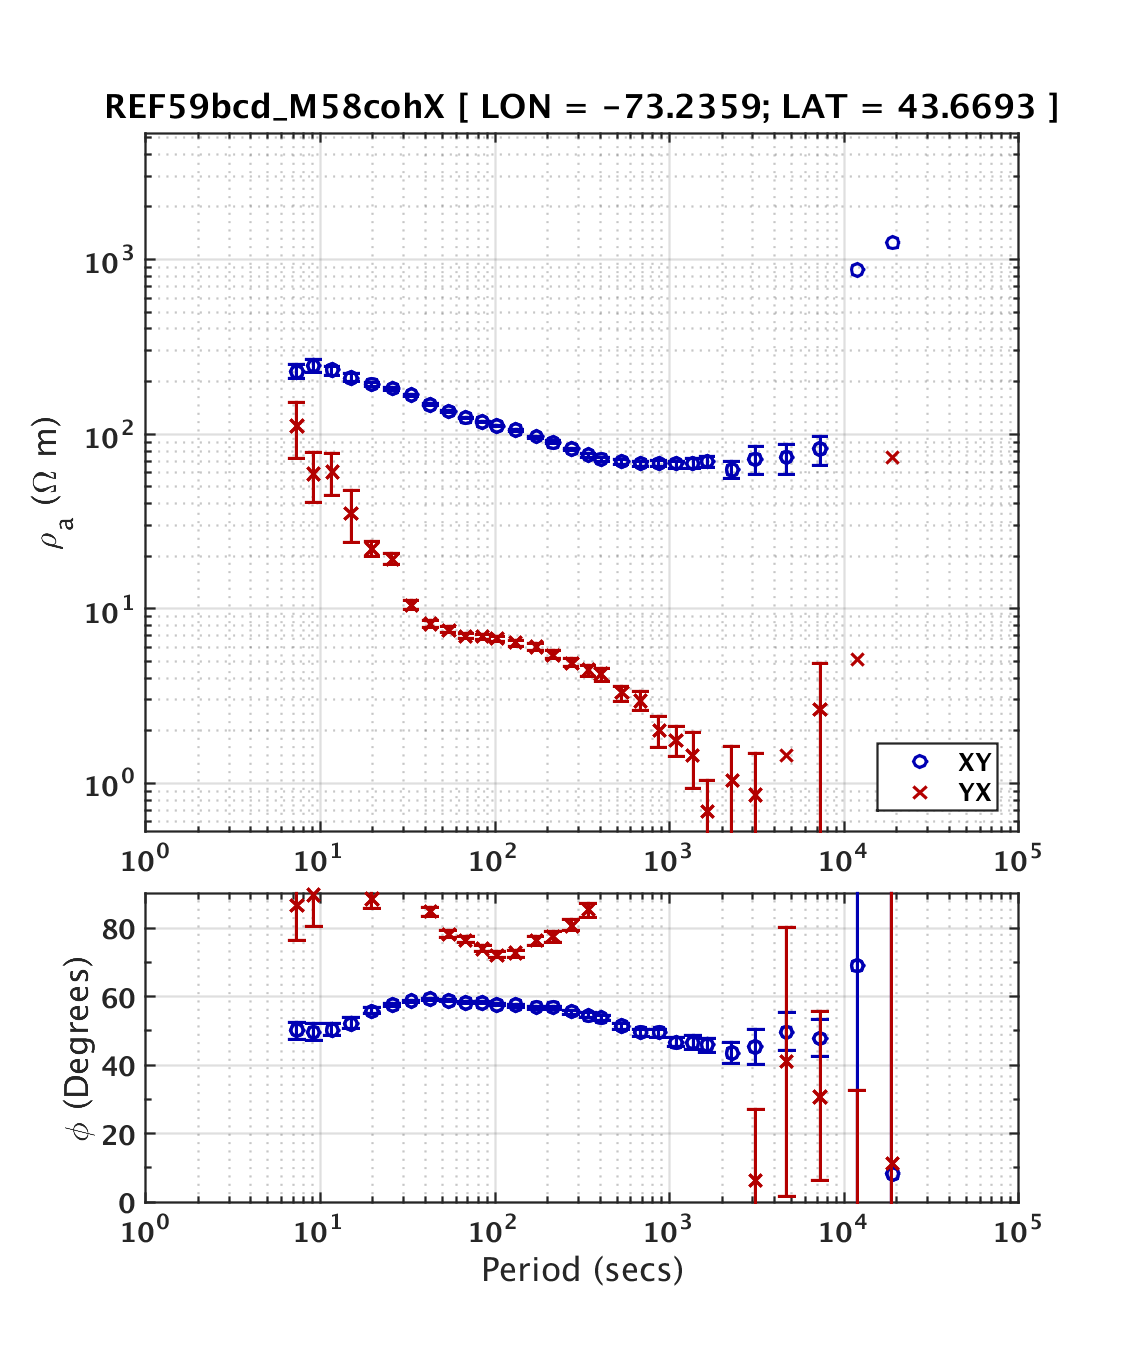 REF59bcd_M58cohX [ LON = -73.2359; LAT = 43.6693 ]
10³
10²
10¹
10⁰
ρa (Ω m)
XY
YX
10⁰ 10¹ 10² 10³ 10⁴ 10⁵
80
60
40
20
0
ϕ (Degrees)
10⁰ 10¹ 10² 10³ 10⁴ 10⁵
Period (secs)